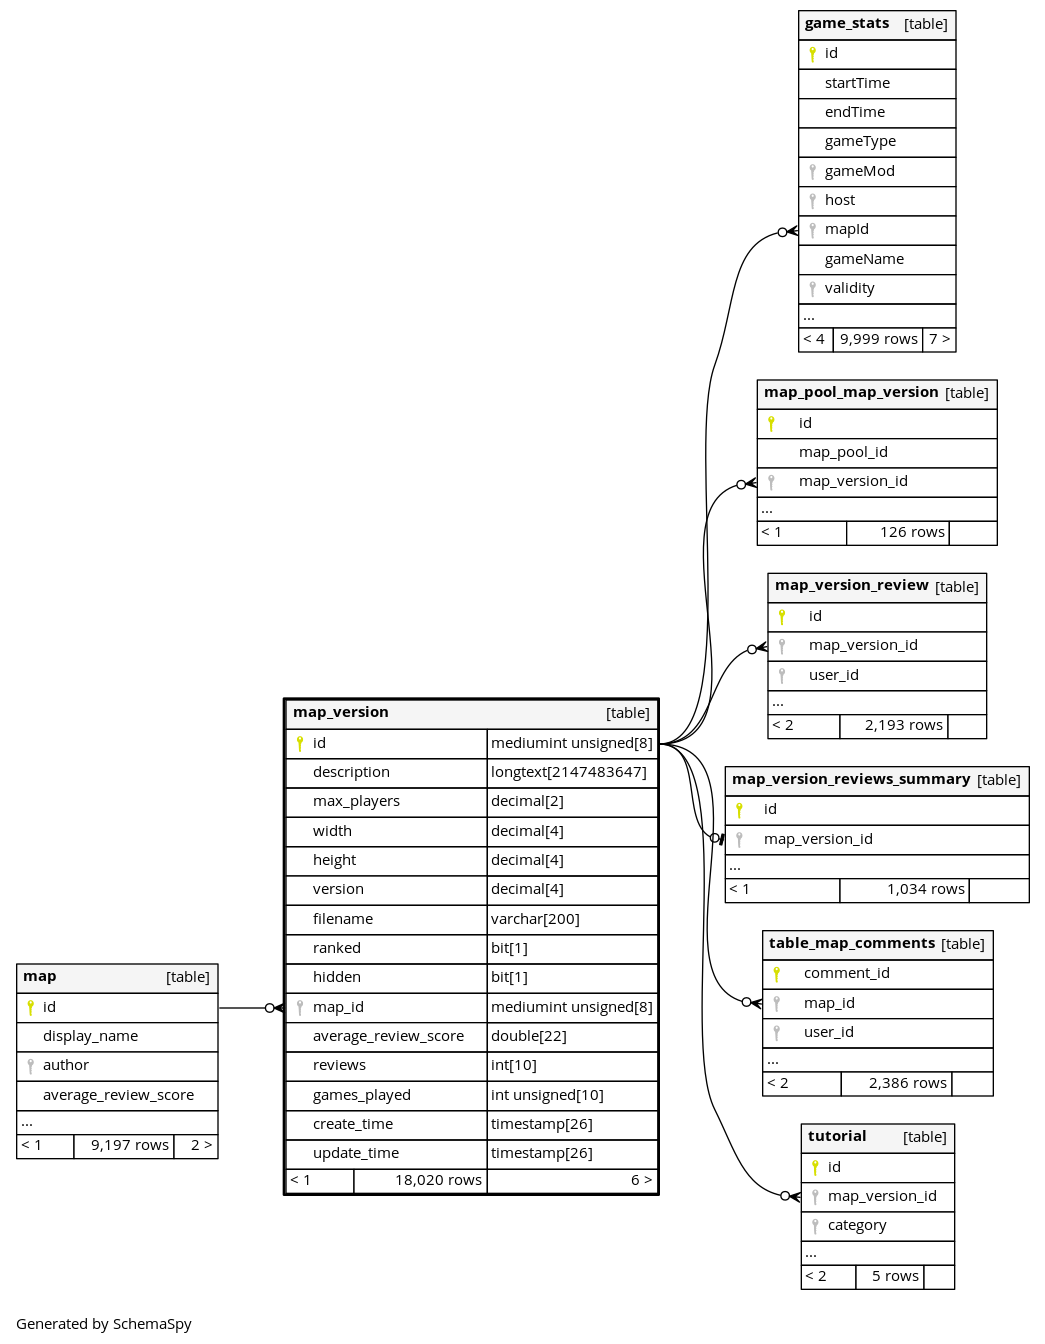 game_stats [table]
id
startTime
endTime
gameType
gameMod
host
mapId
gameName
validity
...
< 4 9,999 rows 7 >
map_pool_map_version [table]
id
map_pool_id
map_version_id
...
< 1 126 rows
map_version_review [table]
id
map_version_id
user_id
...
< 2 2,193 rows
map_version [table]
id mediumint unsigned[8]
description longtext[2147483647]
max_players decimal[2]
width decimal[4]
height decimal[4]
version decimal[4]
filename varchar[200]
ranked bit[1]
hidden bit[1]
map_id mediumint unsigned[8]
average_review_score double[22]
reviews int[10]
games_played int unsigned[10]
create_time timestamp[26]
update_time timestamp[26]
< 1 18,020 rows 6 >
map_version_reviews_summary [table]
id
map_version_id
...
< 1 1,034 rows
table_map_comments [table]
comment_id
map_id
user_id
...
< 2 2,386 rows
map [table]
id
display_name
author
average_review_score
...
< 1 9,197 rows 2 >
tutorial [table]
id
map_version_id
category
...
< 2 5 rows
Generated by SchemaSpy